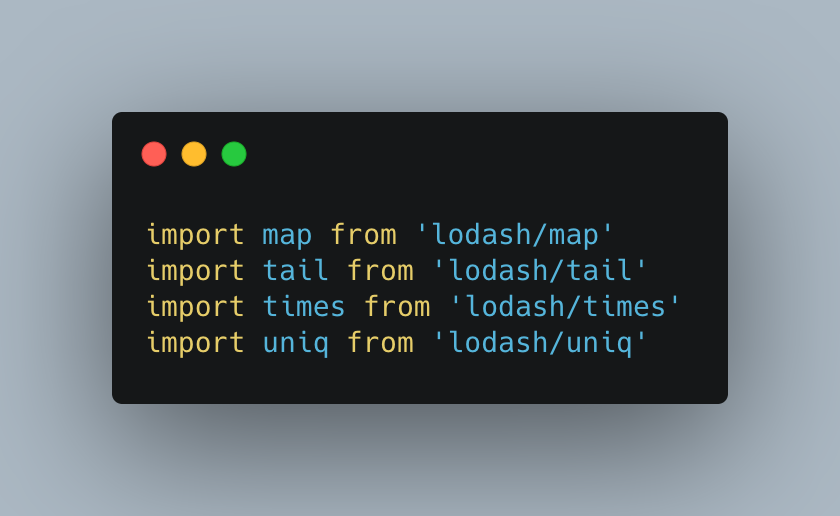 import map from 'lodash/map'
import tail from 'lodash/tail'
import times from 'lodash/times'
import uniq from 'lodash/uniq'